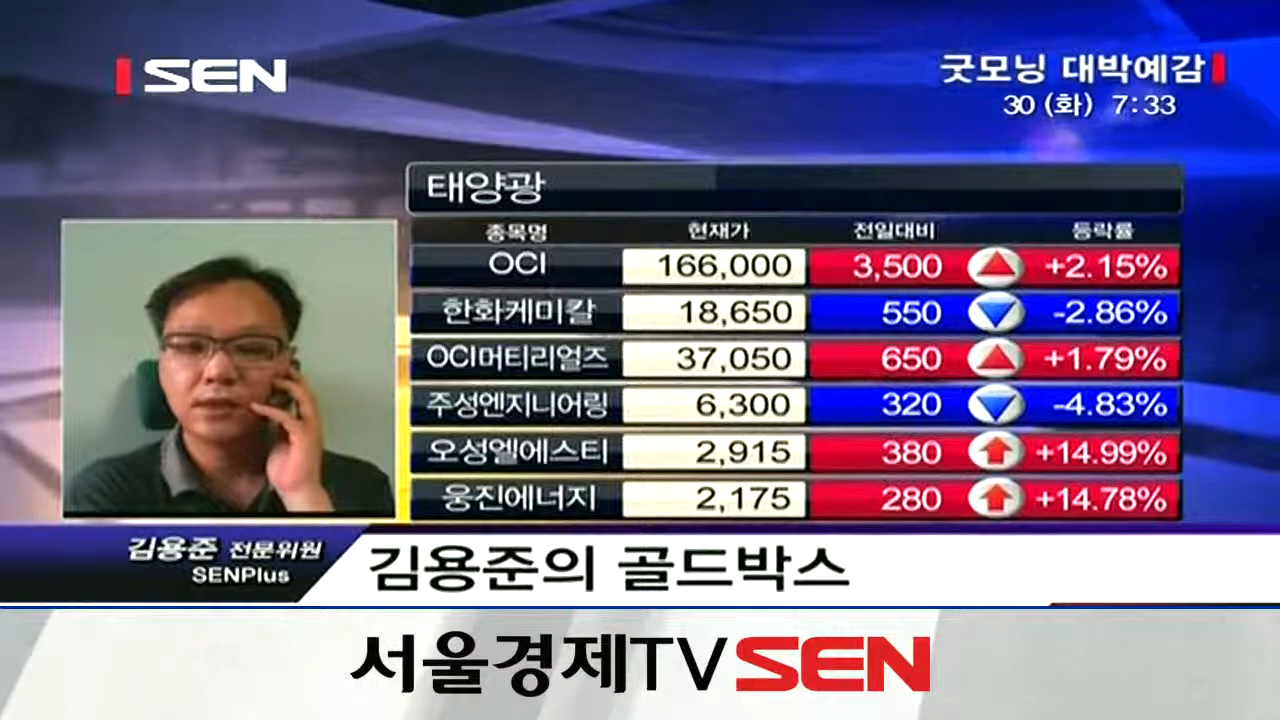 SEN
굿모닝 대박예감
30 (화) 7:33
태양광
종목명 현재가 전일대비 등락률
OCI 166,000 3,500 +2.15%
한화케미칼 18,650 550 -2.86%
OCI머티리얼즈 37,050 650 +1.79%
주성엔지니어링 6,300 320 -4.83%
오성엘에스티 2,915 380 +14.99%
웅진에너지 2,175 280 +14.78%
김용준 전문위원
SENPlus
김용준의 골드박스
서울경제TV SEN